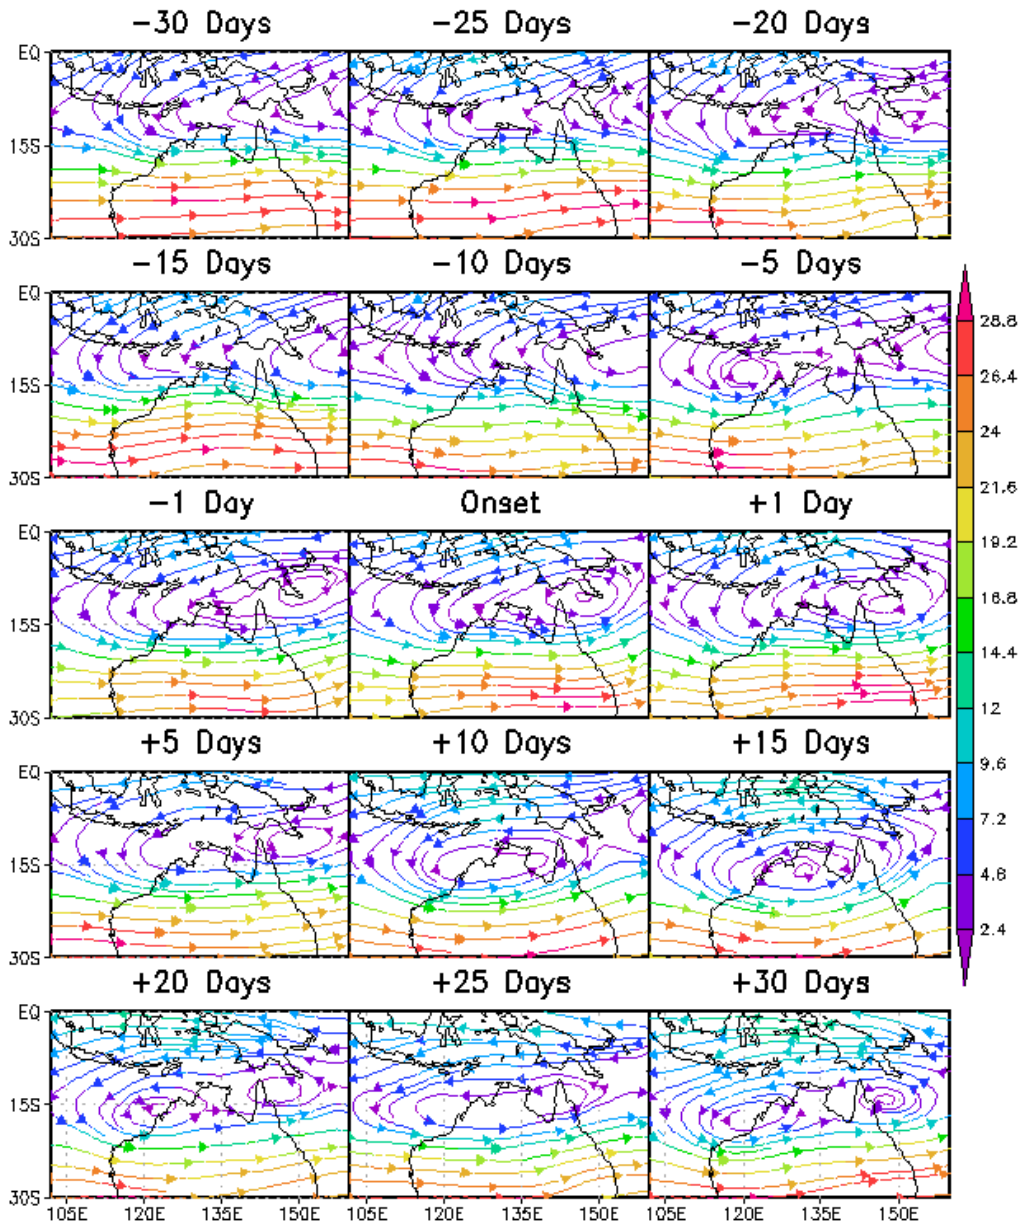 -30 Days -25 Days -20 Days
EQ
15S
30S
-15 Days -10 Days -5 Days
EQ
15S
30S
-1 Day Onset +1 Day
EQ
15S
30S
+5 Days +10 Days +15 Days
EQ
15S
30S
+20 Days +25 Days +30 Days
EQ
15S
30S
105E 120E 135E 150E 105E 120E 135E 150E 105E 120E 135E 150E
28.8
26.4
24
21.6
19.2
16.8
14.4
12
9.6
7.2
4.8
2.4